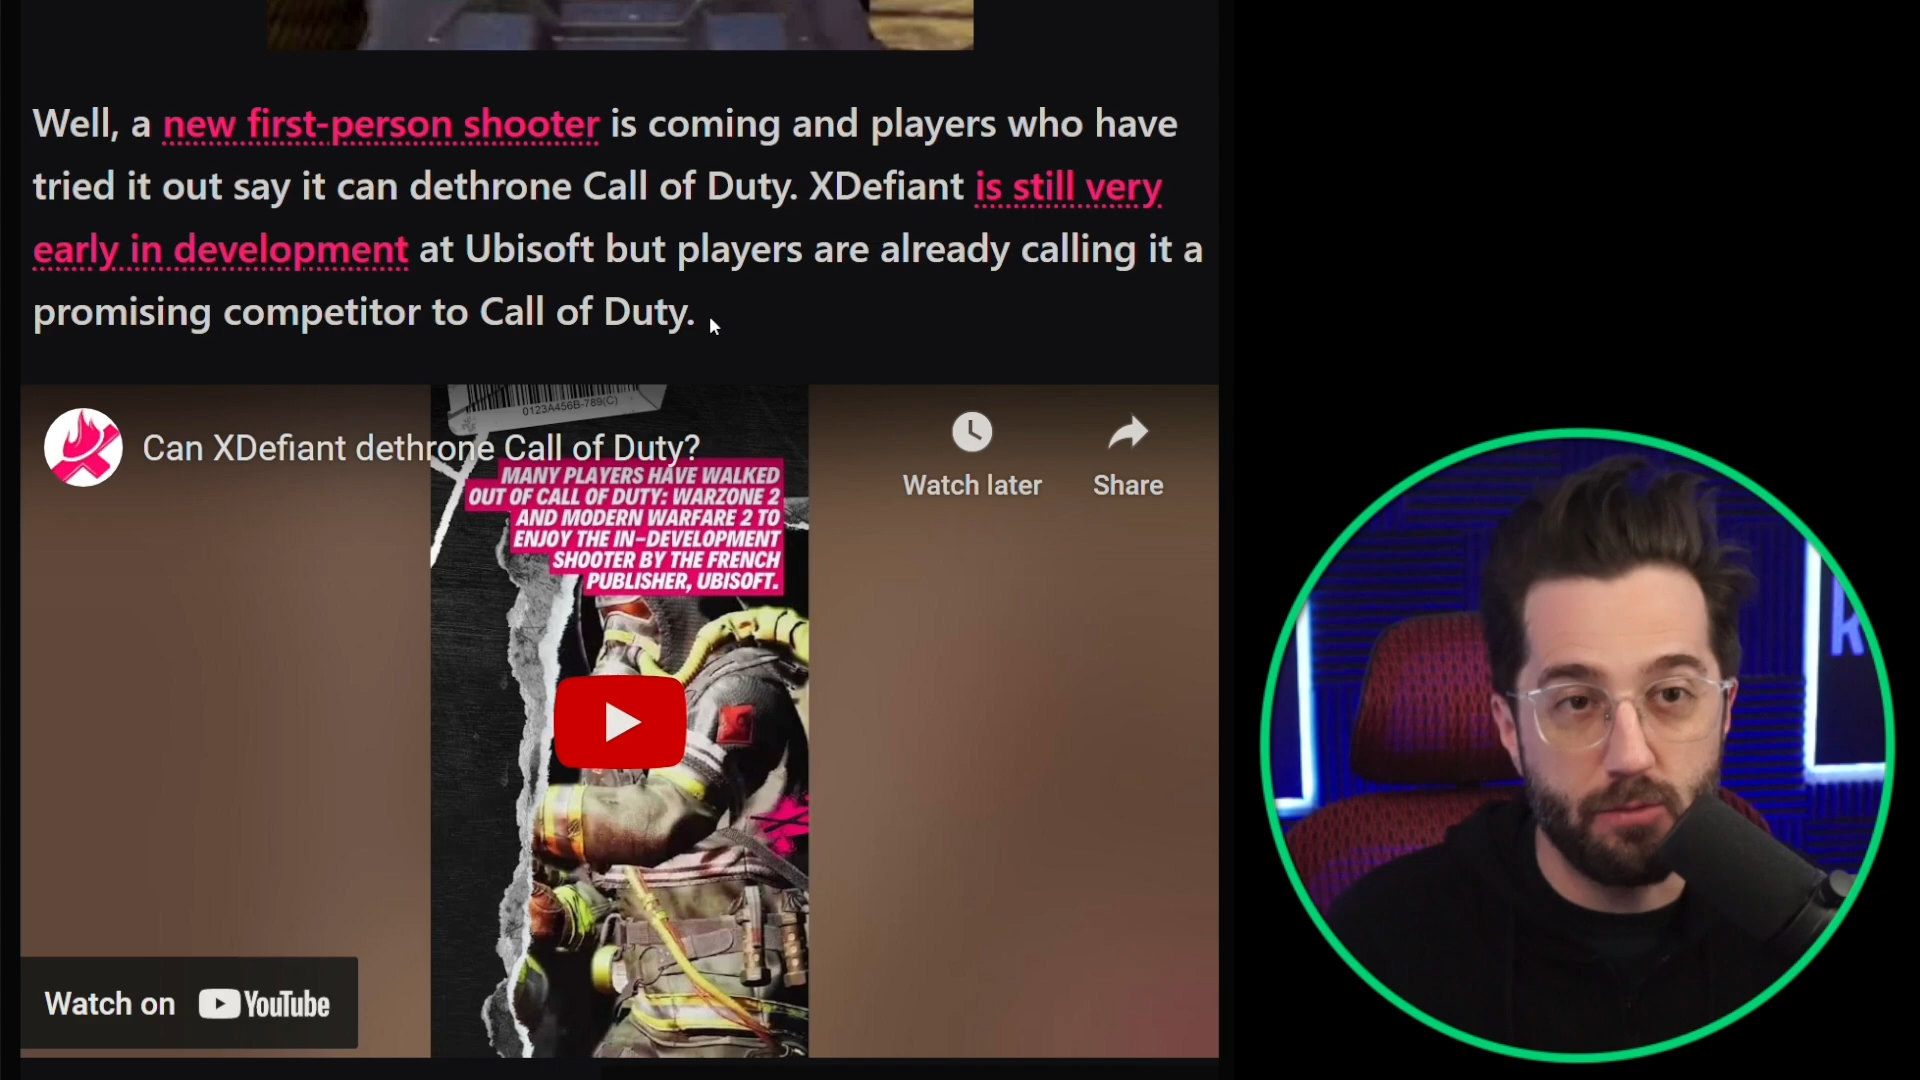 Well, a new first-person shooter is coming and players who have
tried it out say it can dethrone Call of Duty. XDefiant is still very
early in development at Ubisoft but players are already calling it a
promising competitor to Call of Duty.
0123A456B-789(C)
Can XDefiant dethrone Call of Duty?
MANY PLAYERS HAVE WALKED
OUT OF CALL OF DUTY: WARZONE 2
AND MODERN WARFARE 2 TO
ENJOY THE IN-DEVELOPMENT
SHOOTER BY THE FRENCH
PUBLISHER, UBISOFT.
Watch later
Share
k
Watch on YouTube